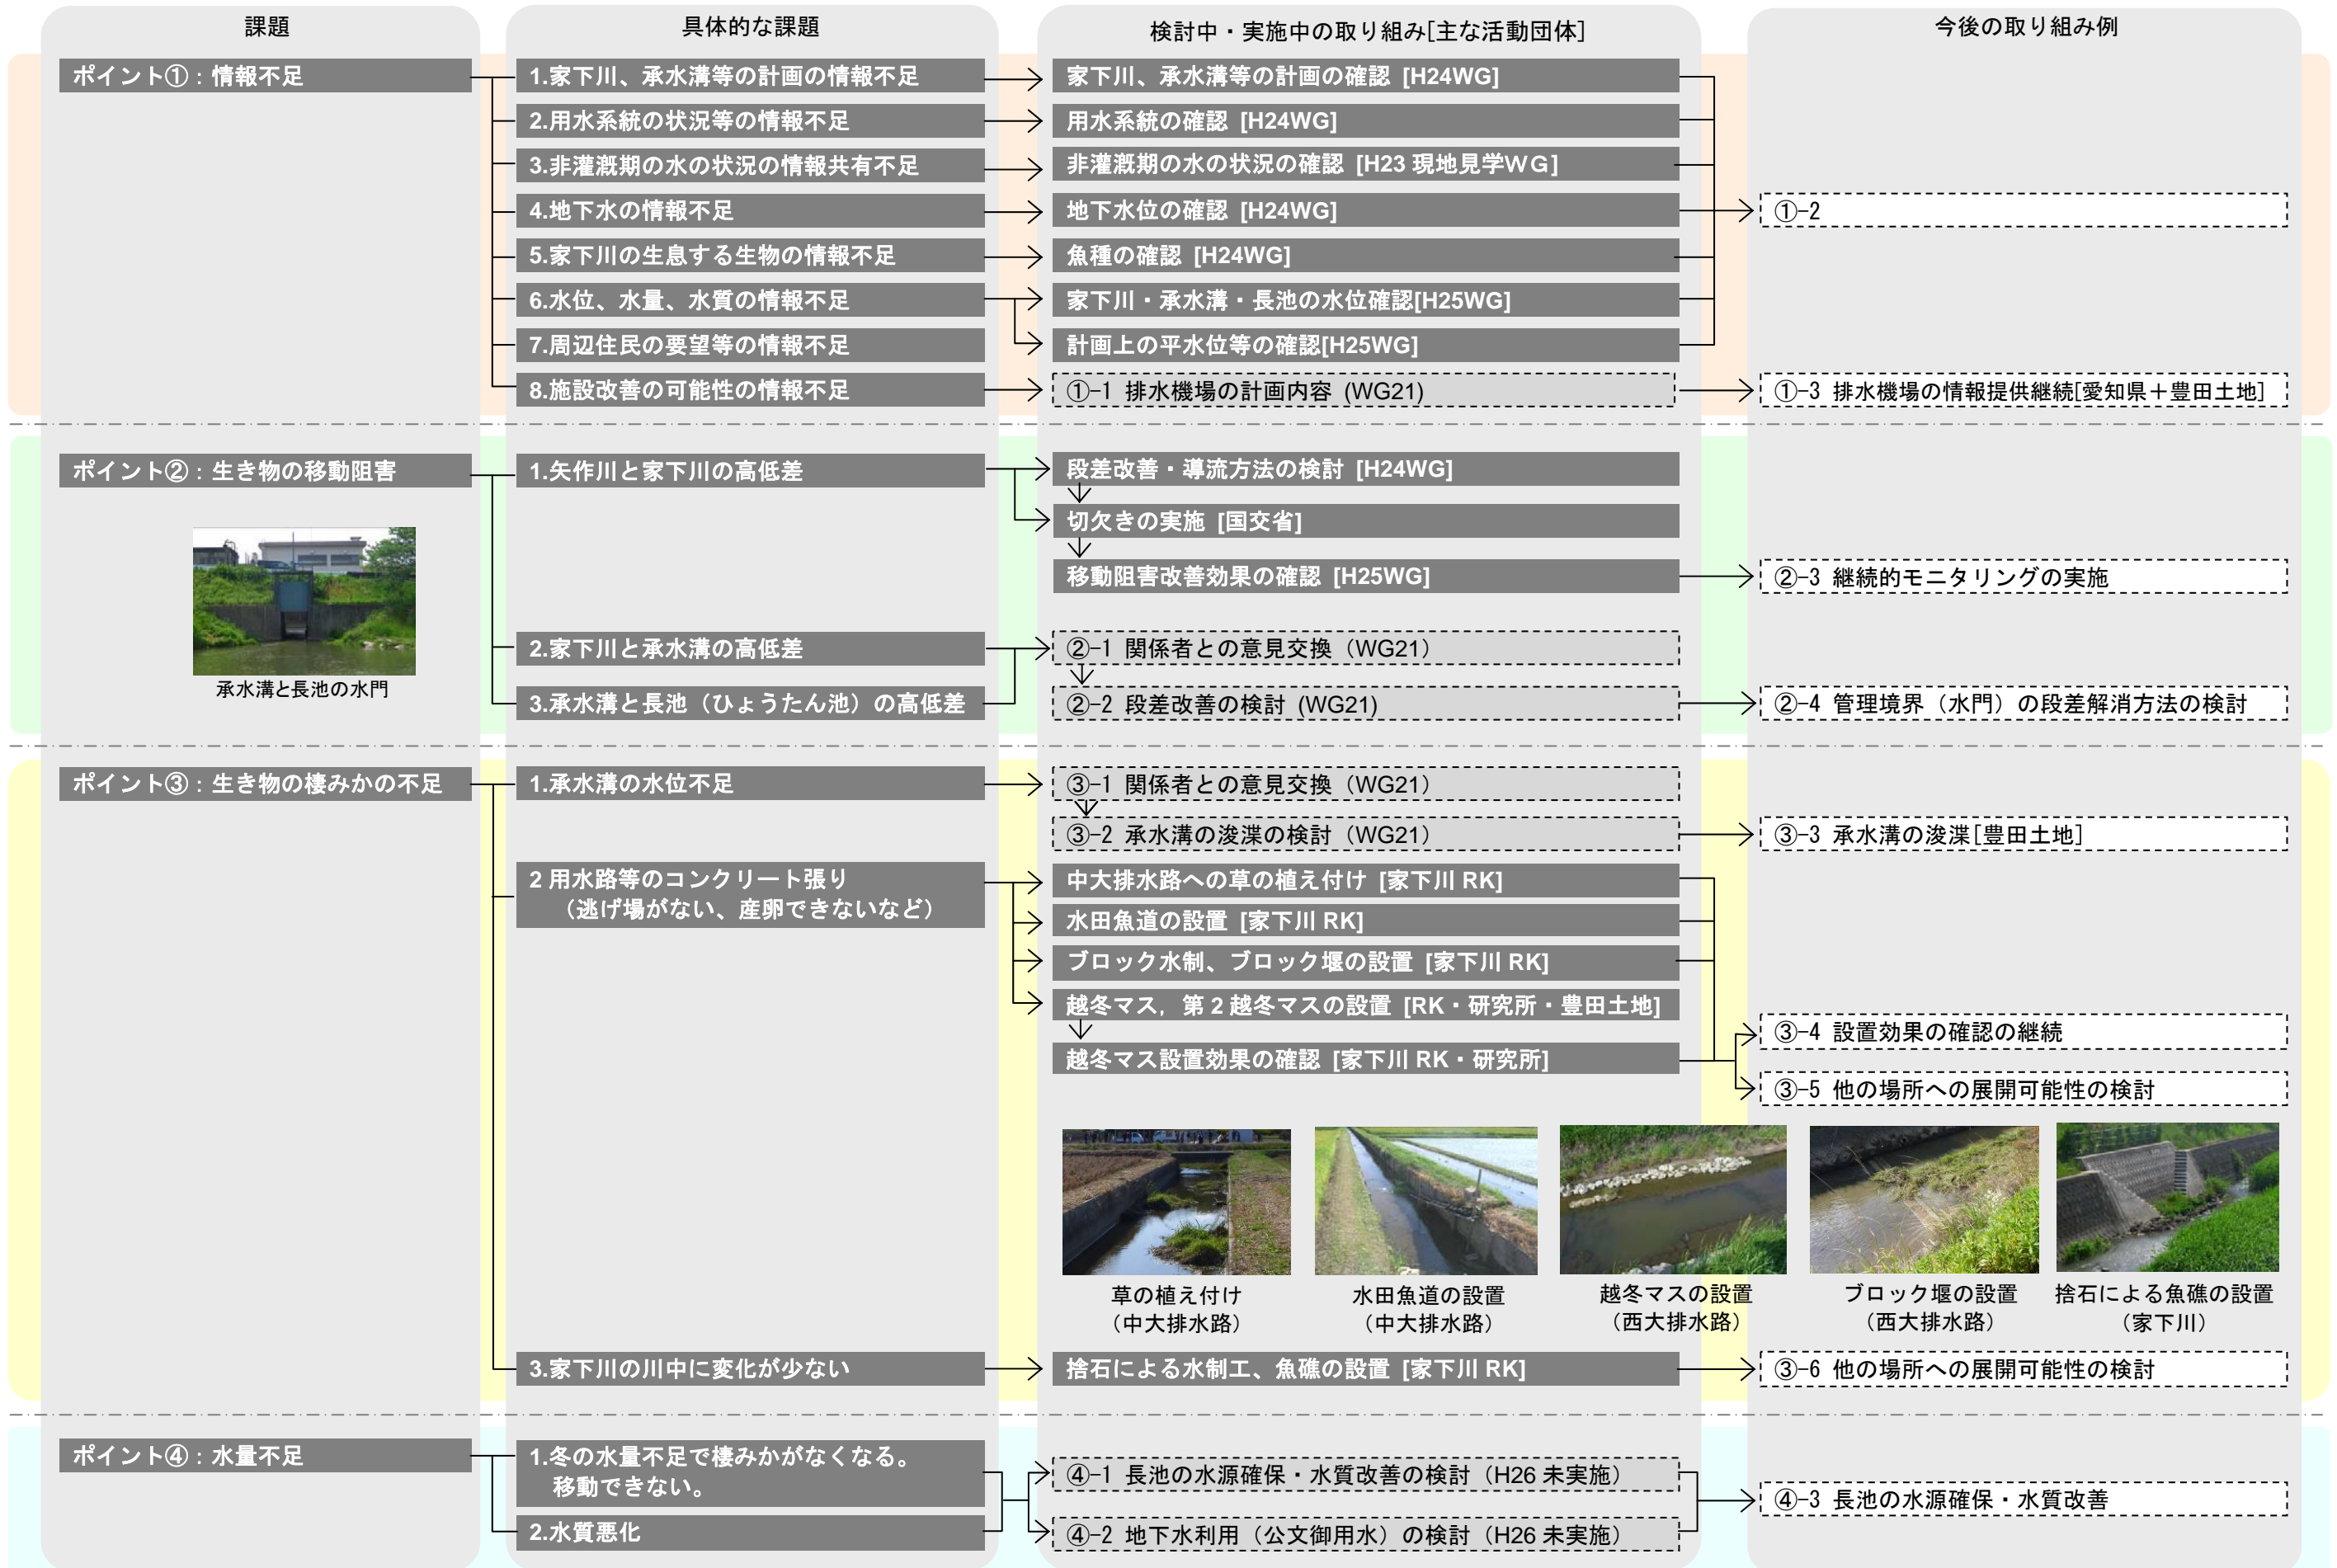 課題
具体的な課題
検討中・実施中の取り組み[主な活動団体]
今後の取り組み例
ポイント①：情報不足
1.家下川、承水溝等の計画の情報不足
家下川、承水溝等の計画の確認 [H24WG]
2.用水系統の状況等の情報不足
用水系統の確認 [H24WG]
3.非灌漑期の水の状況の情報共有不足
非灌漑期の水の状況の確認 [H23 現地見学WG]
4.地下水の情報不足
地下水位の確認 [H24WG]
①-2
5.家下川の生息する生物の情報不足
魚種の確認 [H24WG]
6.水位、水量、水質の情報不足
家下川・承水溝・長池の水位確認[H25WG]
7.周辺住民の要望等の情報不足
計画上の平水位等の確認[H25WG]
8.施設改善の可能性の情報不足
①-1 排水機場の計画内容 (WG21)
①-3 排水機場の情報提供継続[愛知県＋豊田土地]
ポイント②：生き物の移動阻害
1.矢作川と家下川の高低差
段差改善・導流方法の検討 [H24WG]
切欠きの実施 [国交省]
移動阻害改善効果の確認 [H25WG]
②-3 継続的モニタリングの実施
承水溝と長池の水門
2.家下川と承水溝の高低差
②-1 関係者との意見交換（WG21）
3.承水溝と長池（ひょうたん池）の高低差
②-2 段差改善の検討 (WG21)
②-4 管理境界（水門）の段差解消方法の検討
ポイント③：生き物の棲みかの不足
1.承水溝の水位不足
③-1 関係者との意見交換（WG21）
③-2 承水溝の浚渫の検討（WG21）
③-3 承水溝の浚渫[豊田土地]
2 用水路等のコンクリート張り
（逃げ場がない、産卵できないなど）
中大排水路への草の植え付け [家下川 RK]
水田魚道の設置 [家下川 RK]
ブロック水制、ブロック堰の設置 [家下川 RK]
越冬マス，第２越冬マスの設置 [RK・研究所・豊田土地]
越冬マス設置効果の確認 [家下川 RK・研究所]
③-4 設置効果の確認の継続
③-5 他の場所への展開可能性の検討
草の植え付け
（中大排水路）
水田魚道の設置
（中大排水路）
越冬マスの設置
（西大排水路）
ブロック堰の設置
（西大排水路）
捨石による魚礁の設置
（家下川）
3.家下川の川中に変化が少ない
捨石による水制工、魚礁の設置 [家下川 RK]
③-6 他の場所への展開可能性の検討
ポイント④：水量不足
1.冬の水量不足で棲みかがなくなる。
移動できない。
④-1 長池の水源確保・水質改善の検討（H26 未実施）
④-3 長池の水源確保・水質改善
2.水質悪化
④-2 地下水利用（公文御用水）の検討（H26 未実施）